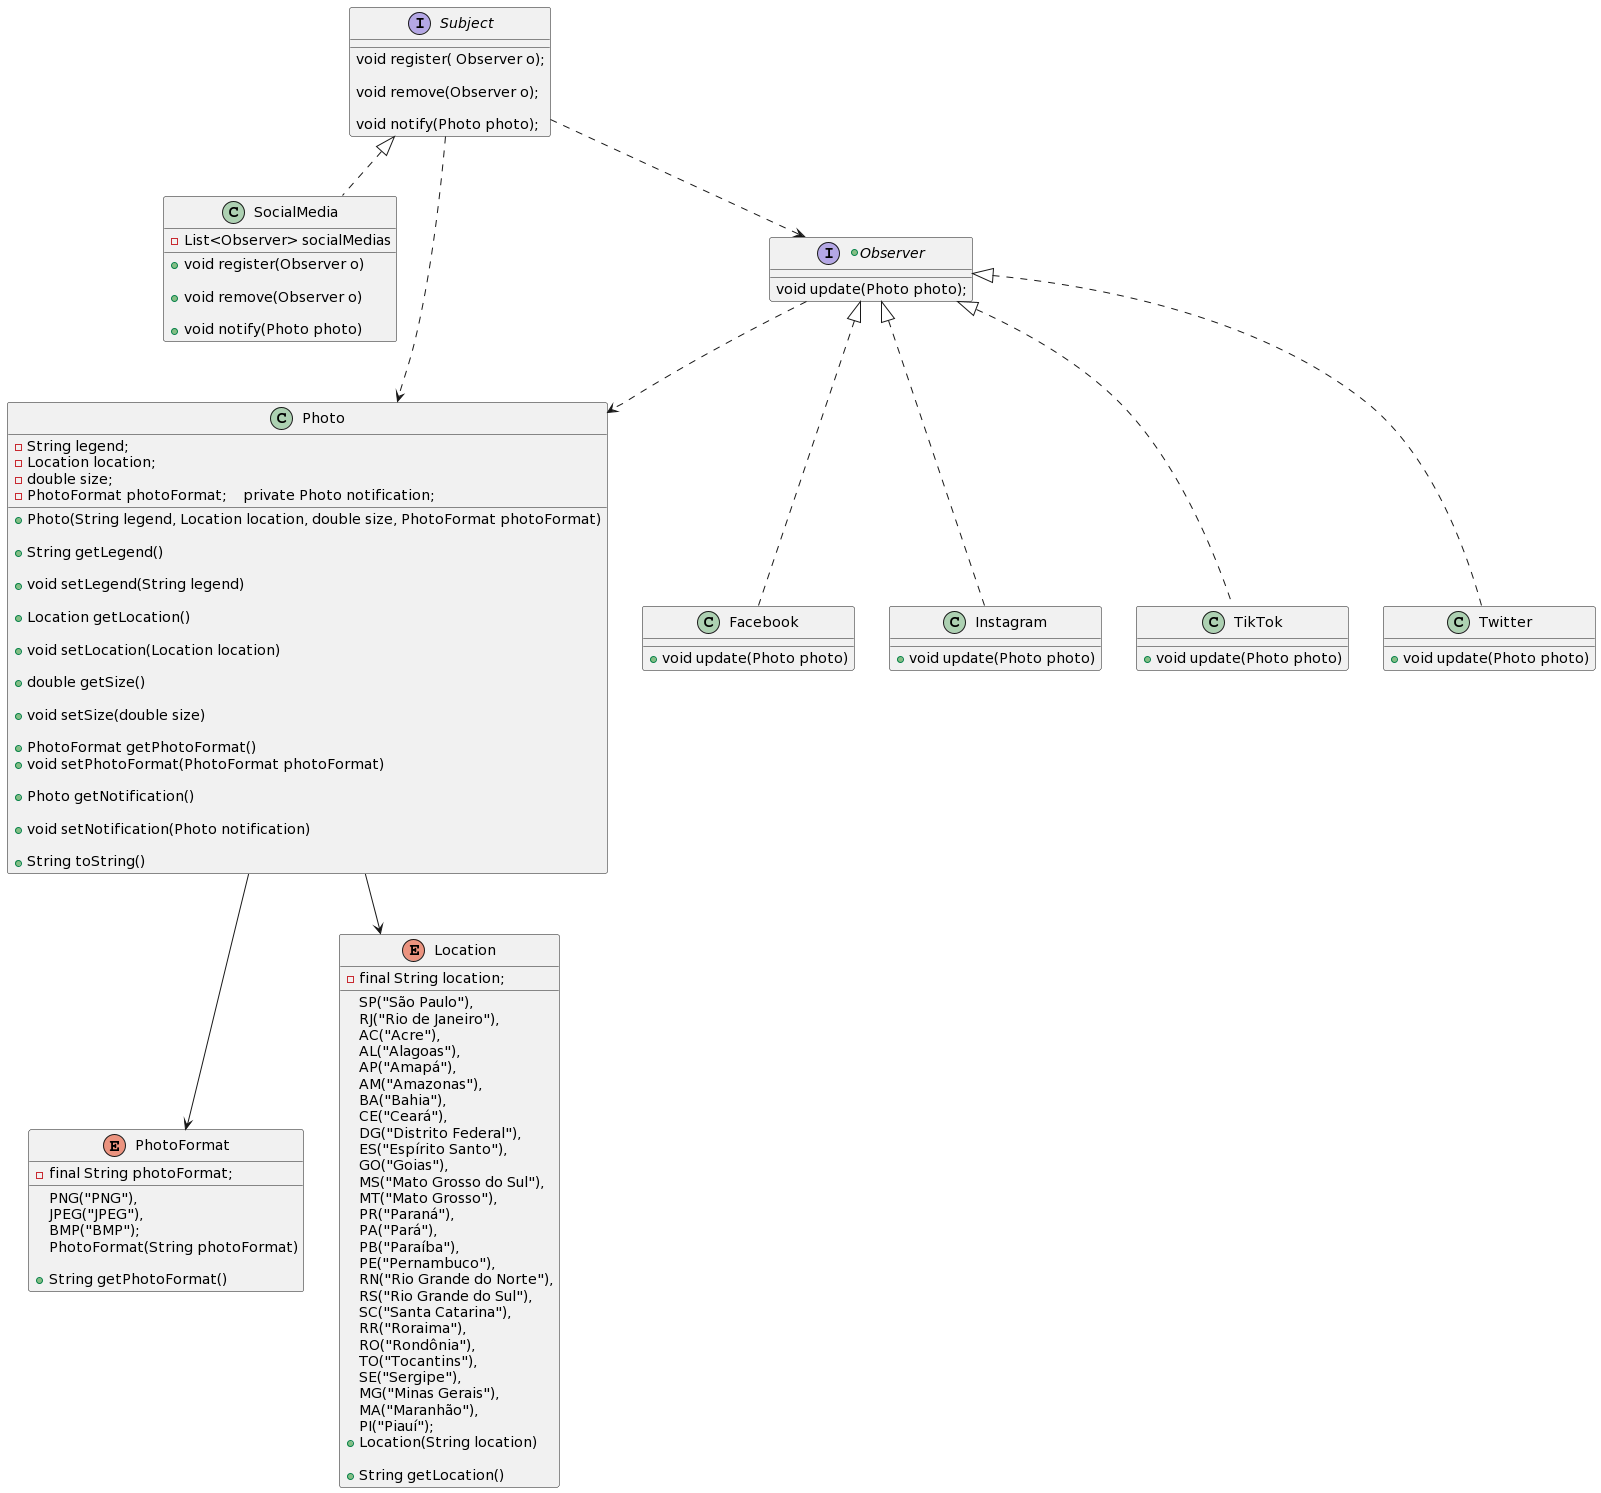 Subject
void register( Observer o);
void remove(Observer o);
void notify(Photo photo);
SocialMedia
List<Observer> socialMedias
void register(Observer o)
void remove(Observer o)
void notify(Photo photo)
Observer
void update(Photo photo);
Photo
String legend;
Location location;
double size;
PhotoFormat photoFormat;    private Photo notification;
Photo(String legend, Location location, double size, PhotoFormat photoFormat)
String getLegend()
void setLegend(String legend)
Location getLocation()
void setLocation(Location location)
double getSize()
void setSize(double size)
PhotoFormat getPhotoFormat()
void setPhotoFormat(PhotoFormat photoFormat)
Photo getNotification()
void setNotification(Photo notification)
String toString()
Facebook
void update(Photo photo)
Instagram
void update(Photo photo)
TikTok
void update(Photo photo)
Twitter
void update(Photo photo)
PhotoFormat
final String photoFormat;
PNG("PNG"),
JPEG("JPEG"),
BMP("BMP");
PhotoFormat(String photoFormat)
String getPhotoFormat()
Location
final String location;
SP("São Paulo"),
RJ("Rio de Janeiro"),
AC("Acre"),
AL("Alagoas"),
AP("Amapá"),
AM("Amazonas"),
BA("Bahia"),
CE("Ceará"),
DG("Distrito Federal"),
ES("Espírito Santo"),
GO("Goias"),
MS("Mato Grosso do Sul"),
MT("Mato Grosso"),
PR("Paraná"),
PA("Pará"),
PB("Paraíba"),
PE("Pernambuco"),
RN("Rio Grande do Norte"),
RS("Rio Grande do Sul"),
SC("Santa Catarina"),
RR("Roraima"),
RO("Rondônia"),
TO("Tocantins"),
SE("Sergipe"),
MG("Minas Gerais"),
MA("Maranhão"),
PI("Piauí");
Location(String location)
String getLocation()